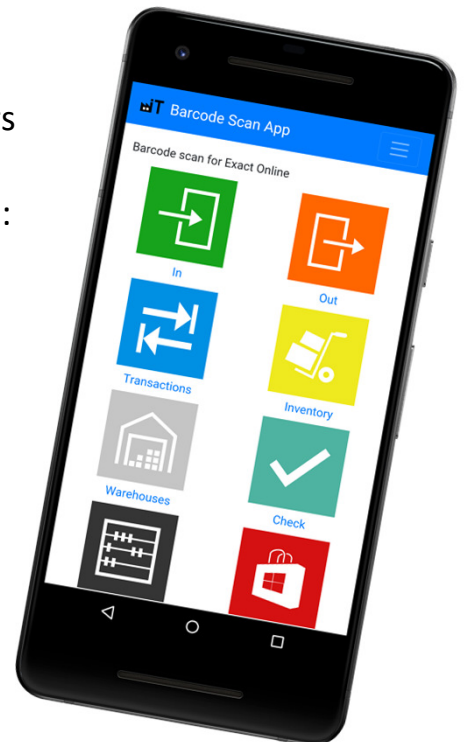 s
:
Barcode Scan App
Barcode scan for Exact Online
In
Out
Transactions
Inventory
Warehouses
Check